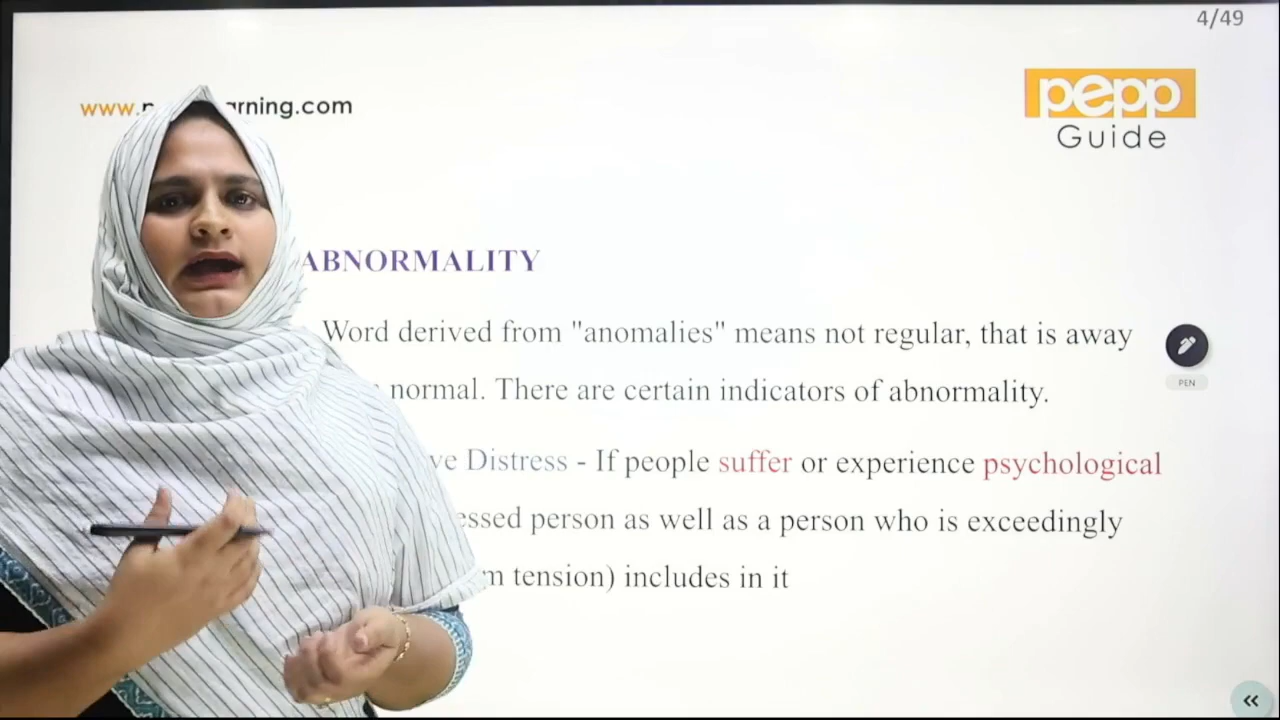 4/49
www. rning.com
pepp
Guide
ABNORMALITY
Word derived from "anomalies" means not regular, that is away
normal. There are certain indicators of abnormality.
ve Distress - If people suffer or experience psychological
essed person as well as a person who is exceedingly
m tension) includes in it
PEN
«